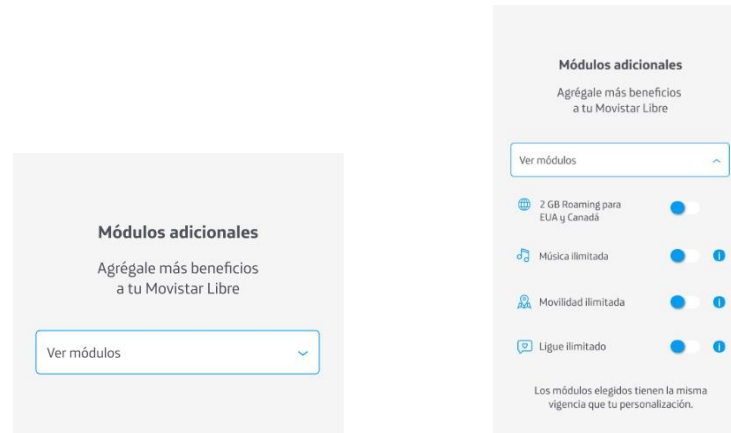 Módulos adicionales
Agrégale más beneficios
a tu Movistar Libre
Ver módulos
Módulos adicionales
Agrégale más beneficios
a tu Movistar Libre
Ver módulos
2 GB Roaming para
EUA y Canadá
Música ilimitada
Movilidad ilimitada
Ligue ilimitado
Los módulos elegidos tienen la misma
vigencia que tu personalización.